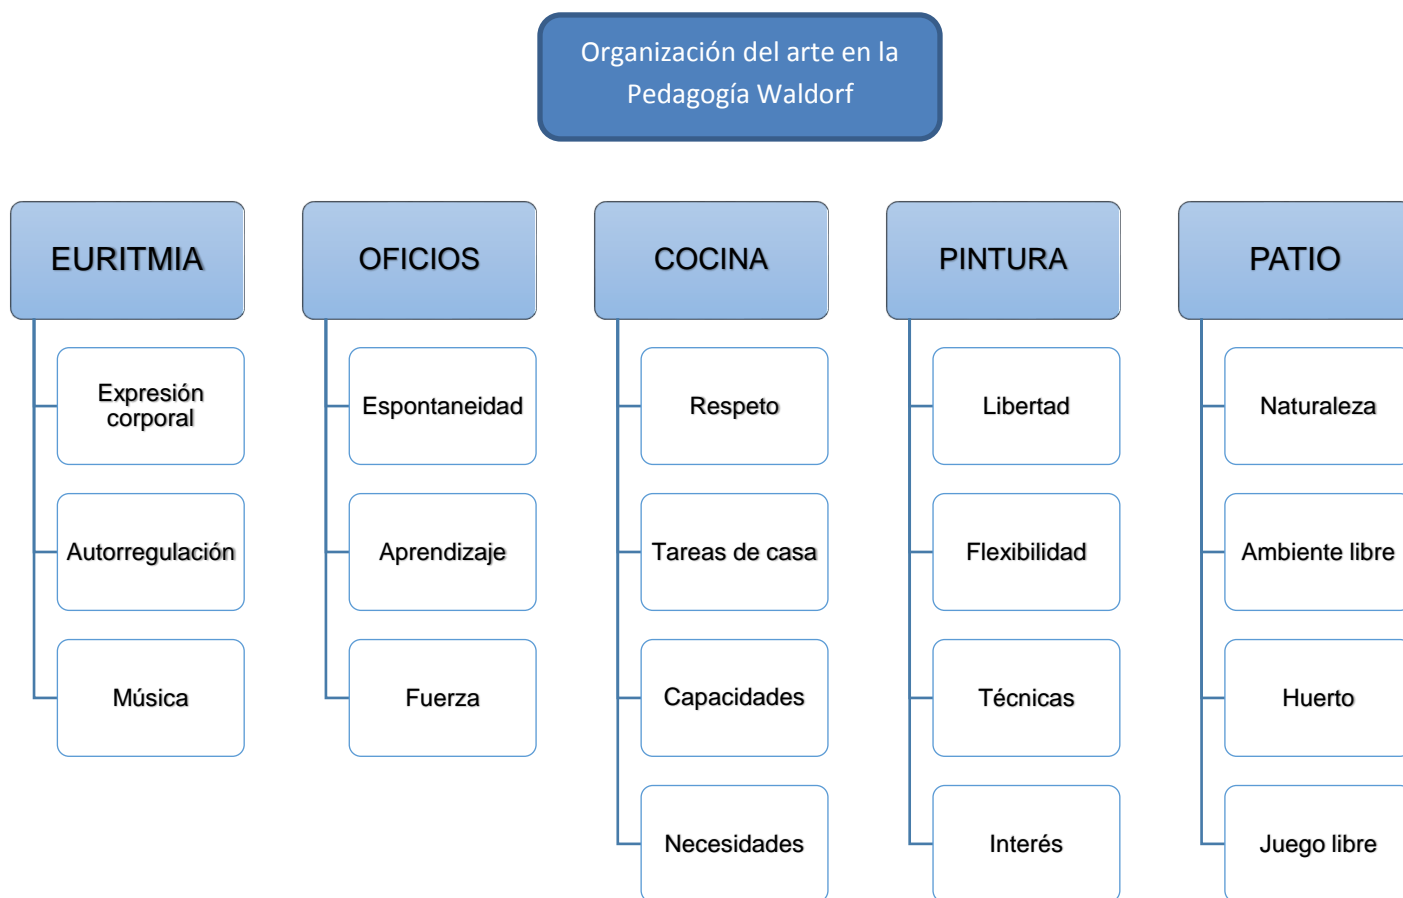 Organización del arte en la
Pedagogía Waldorf
EURITMIA
Expresión
corporal
Autorregulación
Música
OFICIOS
Espontaneidad
Aprendizaje
Fuerza
COCINA
Respeto
Tareas de casa
Capacidades
Necesidades
PINTURA
Libertad
Flexibilidad
Técnicas
Interés
PATIO
Naturaleza
Ambiente libre
Huerto
Juego libre